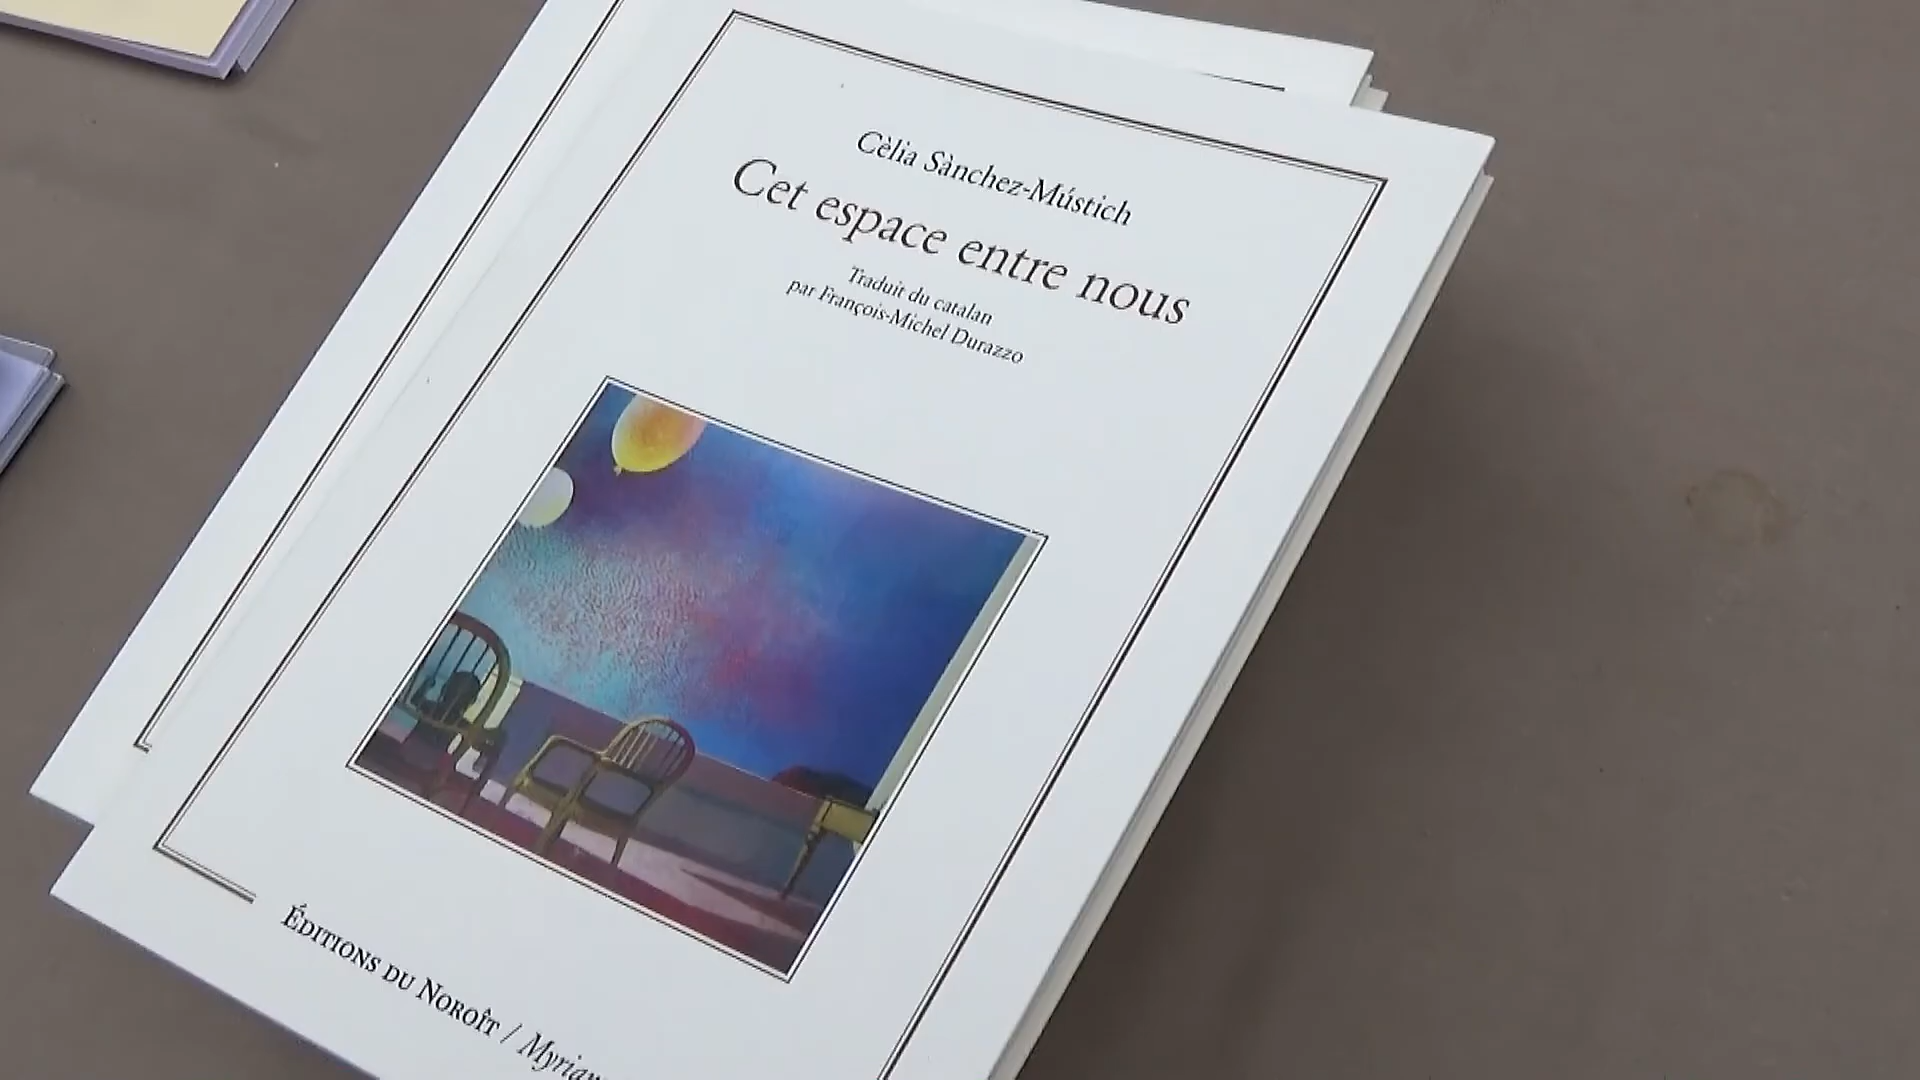 Cèlia Sànchez-Mústich
Cet espace entre nous
Traduit du catalan
par François-Michel Durazzo
ÉDITIONS DU NOROÎT /